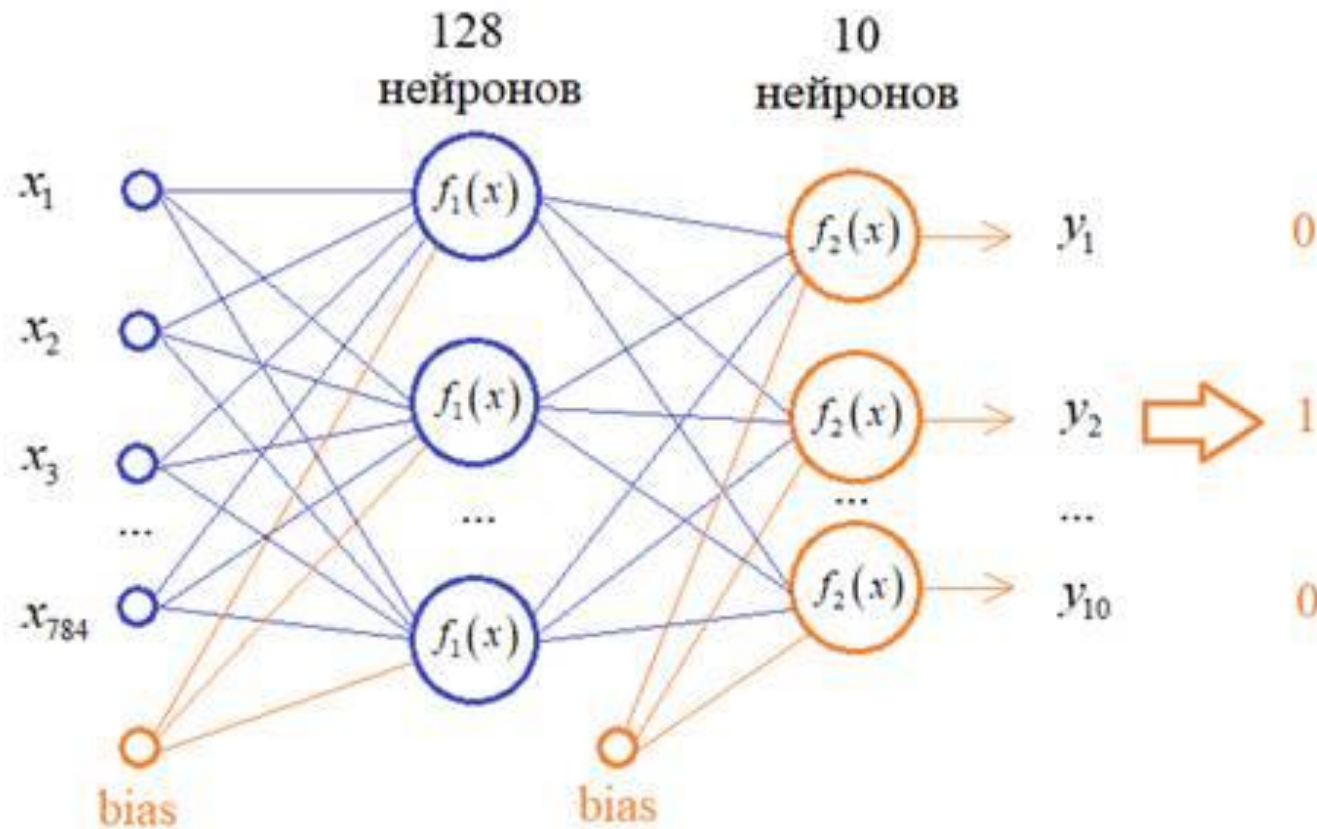 128
нейронов
10
нейронов
x₁
f₁(x)
f₂(x)
y₁
0
x₂
f₁(x)
f₂(x)
y₂
1
x₃
...
...
...
...
x₇₈₄
f₁(x)
f₂(x)
y₁₀
0
bias
bias